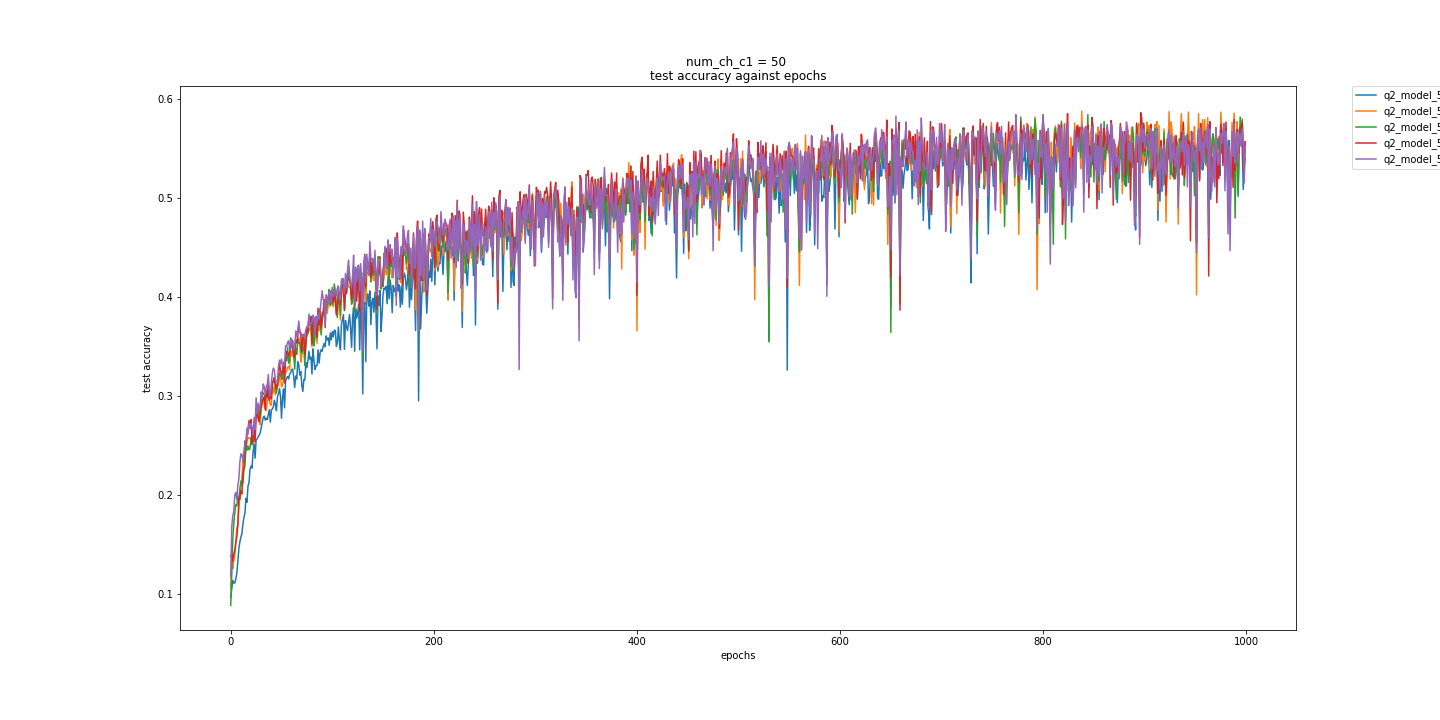 num_ch_c1 = 50
test accuracy against epochs
0.6
0.5
0.4
0.3
0.2
0.1
test accuracy
0 200 400 600 800 1000
epochs
q2_model_5
q2_model_5
q2_model_5
q2_model_5
q2_model_5